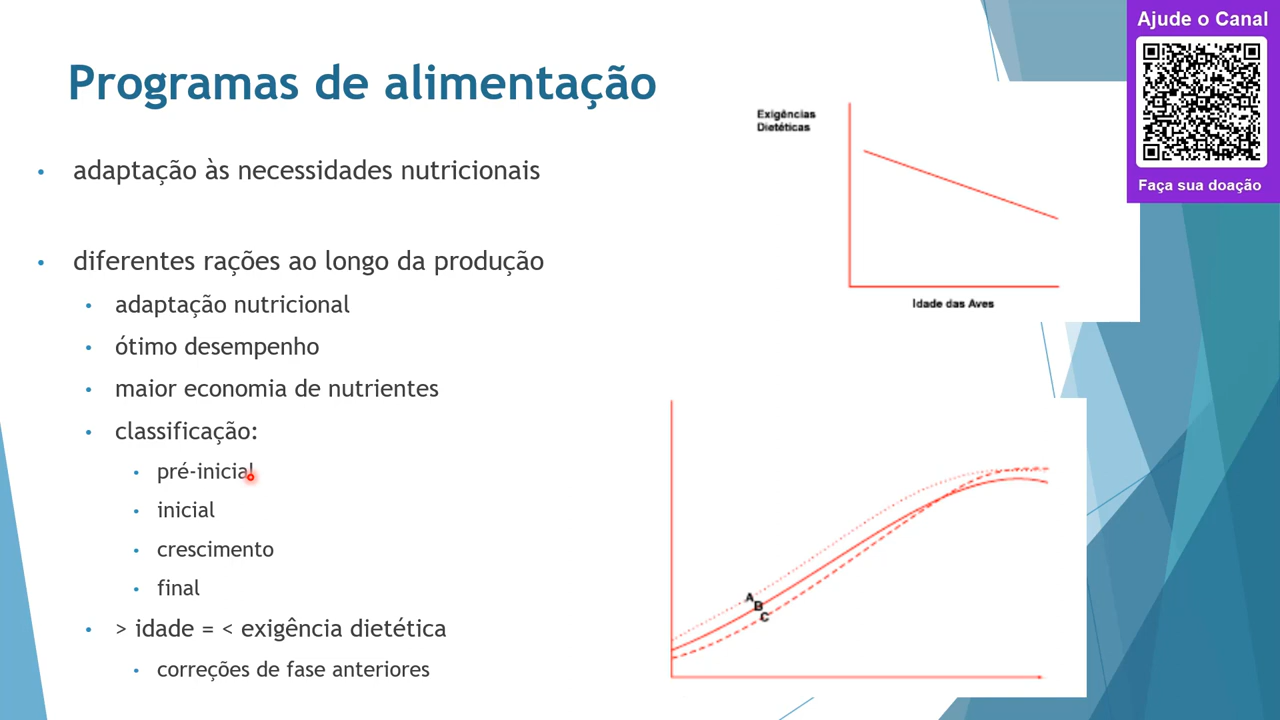 Programas de alimentação
adaptação às necessidades nutricionais
diferentes rações ao longo da produção
adaptação nutricional
ótimo desempenho
maior economia de nutrientes
classificação:
pré-inicial
inicial
crescimento
final
> idade = < exigência dietética
correções de fase anteriores
Exigências
Dietéticas
Idade das Aves
A
B
C
Ajude o Canal
Faça sua doação